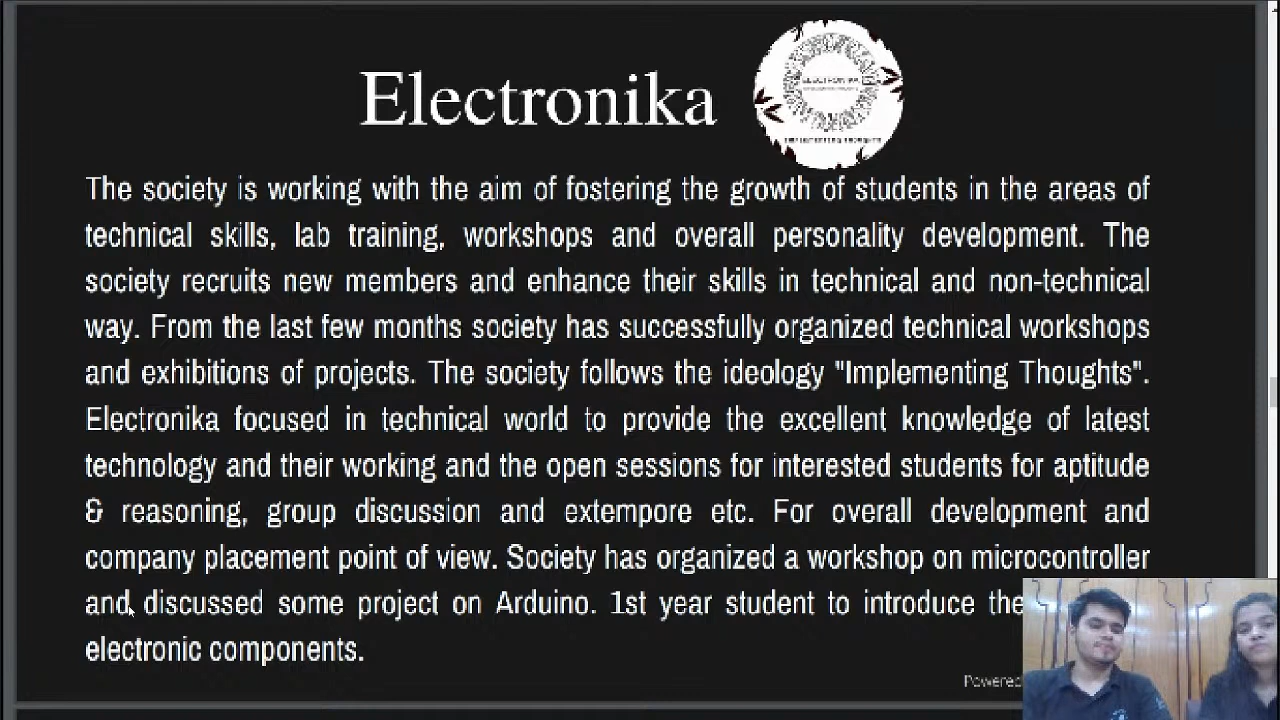 Electronika
ELECTRONIKA
IMPLEMENTING THOUGHTS
The society is working with the aim of fostering the growth of students in the areas of
technical skills, lab training, workshops and overall personality development. The
society recruits new members and enhance their skills in technical and non-technical
way. From the last few months society has successfully organized technical workshops
and exhibitions of projects. The society follows the ideology "Implementing Thoughts".
Electronika focused in technical world to provide the excellent knowledge of latest
technology and their working and the open sessions for interested students for aptitude
& reasoning, group discussion and extempore etc. For overall development and
company placement point of view. Society has organized a workshop on microcontroller
and discussed some project on Arduino. 1st year student to introduce the
electronic components.
Powered